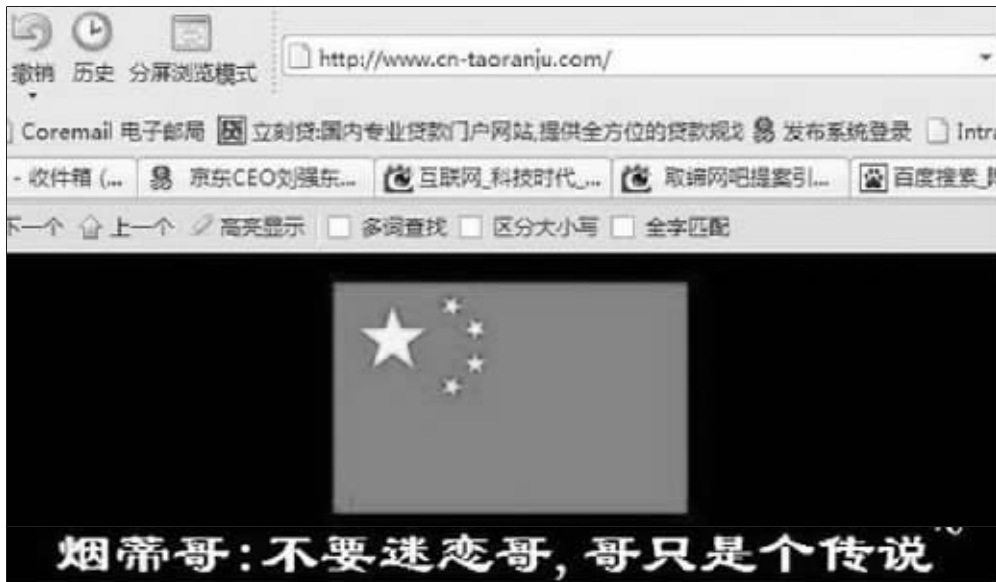 http://www.cn-taoranju.com/
撤销 历史 分屏浏览模式
Coremail 电子邮局 立刻贷:国内专业贷款门户网站,提供全方位的贷款规划 发布系统登录 Intra
- 收件箱 (... 京东CEO刘强东... 互联网_科技时代_... 取缔网吧提案引... 百度搜索_
下一个 上一个 高亮显示 多词查找 区分大小写 全字匹配
烟蒂哥:不要迷恋哥,哥只是个传说